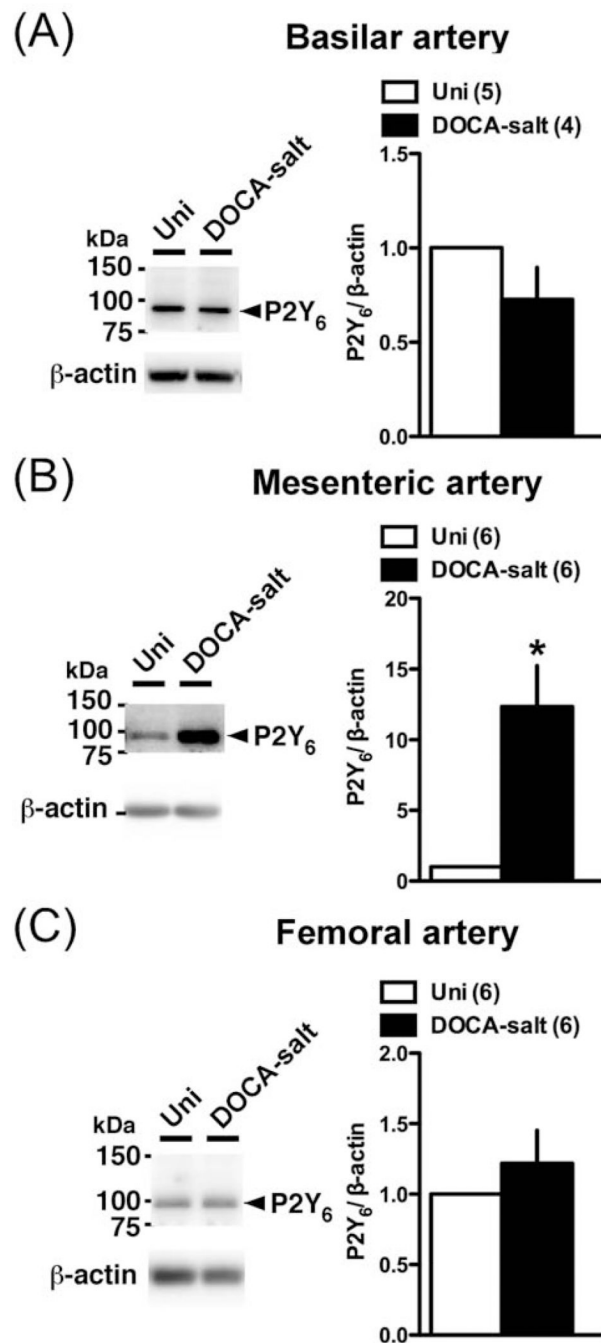 (A)
Basilar artery
Uni (5)
DOCA-salt (4)
Uni
DOCA-salt
kDa
150
100
75
P2Y₆
β-actin
P2Y₆/ β-actin
1.5
1.0
0.5
0.0
(B)
Mesenteric artery
Uni (6)
DOCA-salt (6)
Uni
DOCA-salt
kDa
150
100
75
P2Y₆
β-actin
P2Y₆/ β-actin
20
15
10
5
0
*
(C)
Femoral artery
Uni (6)
DOCA-salt (6)
Uni
DOCA-salt
kDa
150
100
75
P2Y₆
β-actin
P2Y₆/ β-actin
2.0
1.5
1.0
0.5
0.0